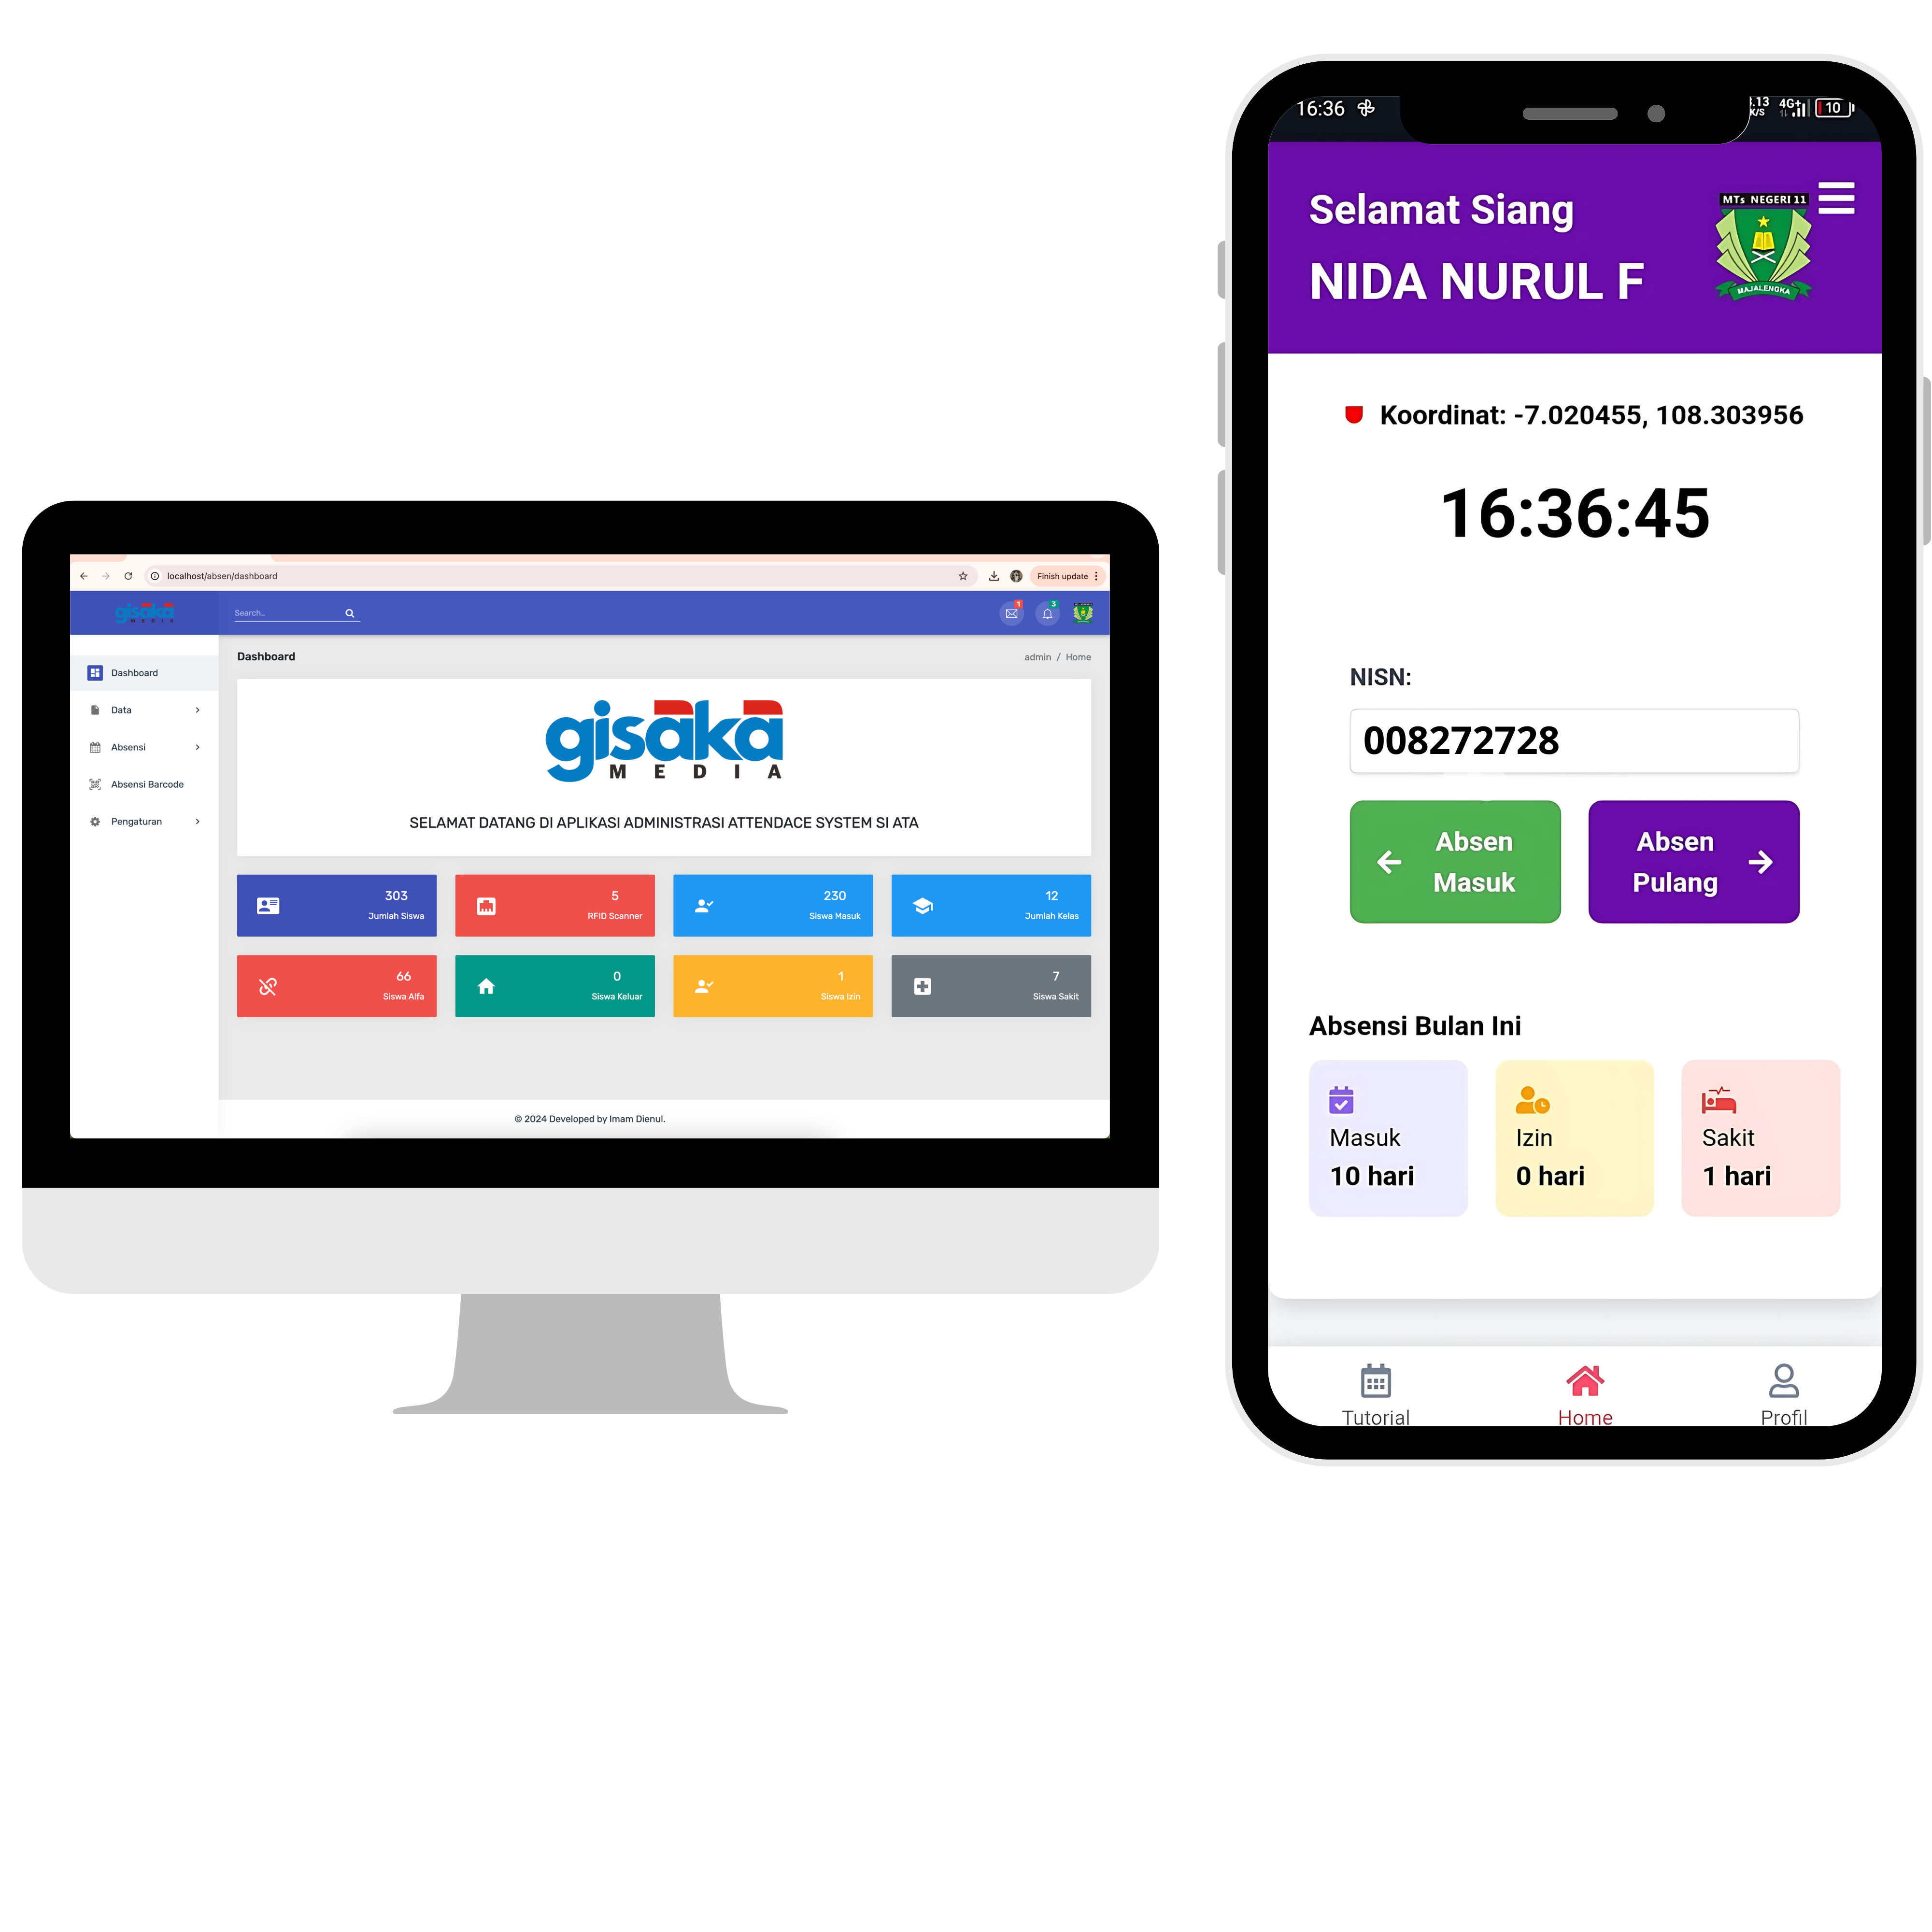 localhost/absen/dashboard
Finish update
gisaka
MEDIA
Search...
1
3
Dashboard
Data
Absensi
Absensi Barcode
Pengaturan
Dashboard
admin / Home
gisaka
MEDIA
SELAMAT DATANG DI APLIKASI ADMINISTRASI ATTENDACE SYSTEM SI ATA
303
Jumlah Siswa
5
RFID Scanner
230
Siswa Masuk
12
Jumlah Kelas
66
Siswa Alfa
0
Siswa Keluar
1
Siswa Izin
7
Siswa Sakit
© 2024 Developed by Imam Dienul.
16:36
.13
K/S
4G+
10
Selamat Siang
NIDA NURUL F
MTs NEGERI 11
MAJALENGKA
Koordinat: -7.020455, 108.303956
16:36:45
NISN:
008272728
Absen
Masuk
Absen
Pulang
Absensi Bulan Ini
Masuk
10 hari
Izin
0 hari
Sakit
1 hari
Tutorial
Home
Profil